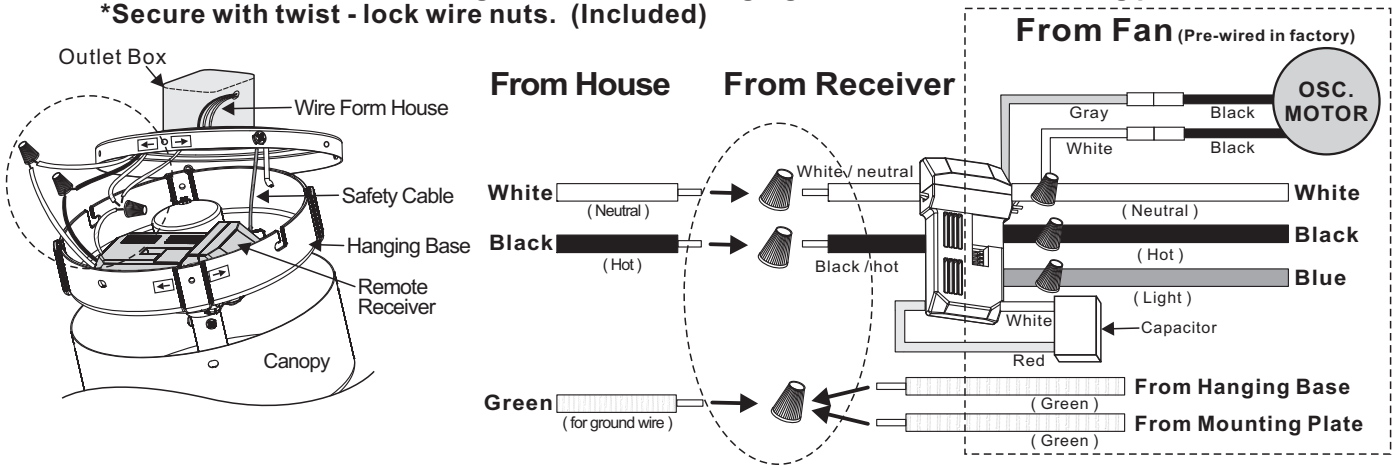 *Secure with twist - lock wire nuts. (Included)
Outlet Box
Wire Form House
Safety Cable
Hanging Base
Remote
Receiver
Canopy
From House
From Receiver
From Fan (Pre-wired in factory)
OSC.
MOTOR
Gray
Black
White
Black
White
(Neutral)
White / neutral
(Neutral)
White
Black
(Hot)
Black / hot
(Hot)
Black
(Light)
Blue
White
Capacitor
Red
Green
(for ground wire)
(Green)
From Hanging Base
(Green)
From Mounting Plate